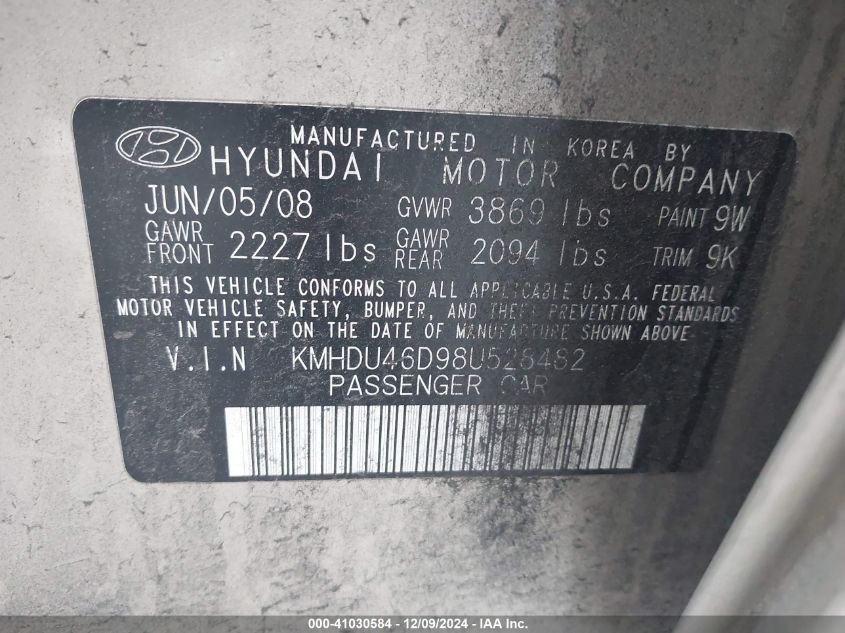 MANUFACTURED IN KOREA BY
HYUNDAI MOTOR COMPANY
JUN/05/08 GVWR 3869 lbs PAINT 9W
GAWR FRONT 2227 lbs GAWR REAR 2094 lbs TRIM 9K
THIS VEHICLE CONFORMS TO ALL APPLICABLE U.S.A. FEDERAL
MOTOR VEHICLE SAFETY, BUMPER, AND THEFT PREVENTION STANDARDS
IN EFFECT ON THE DATE OF MANUFACTURE SHOWN ABOVE
V.I.N KMHDU46D98U528482
PASSENGER CAR
000-41030584 - 12/09/2024 - IAA Inc.